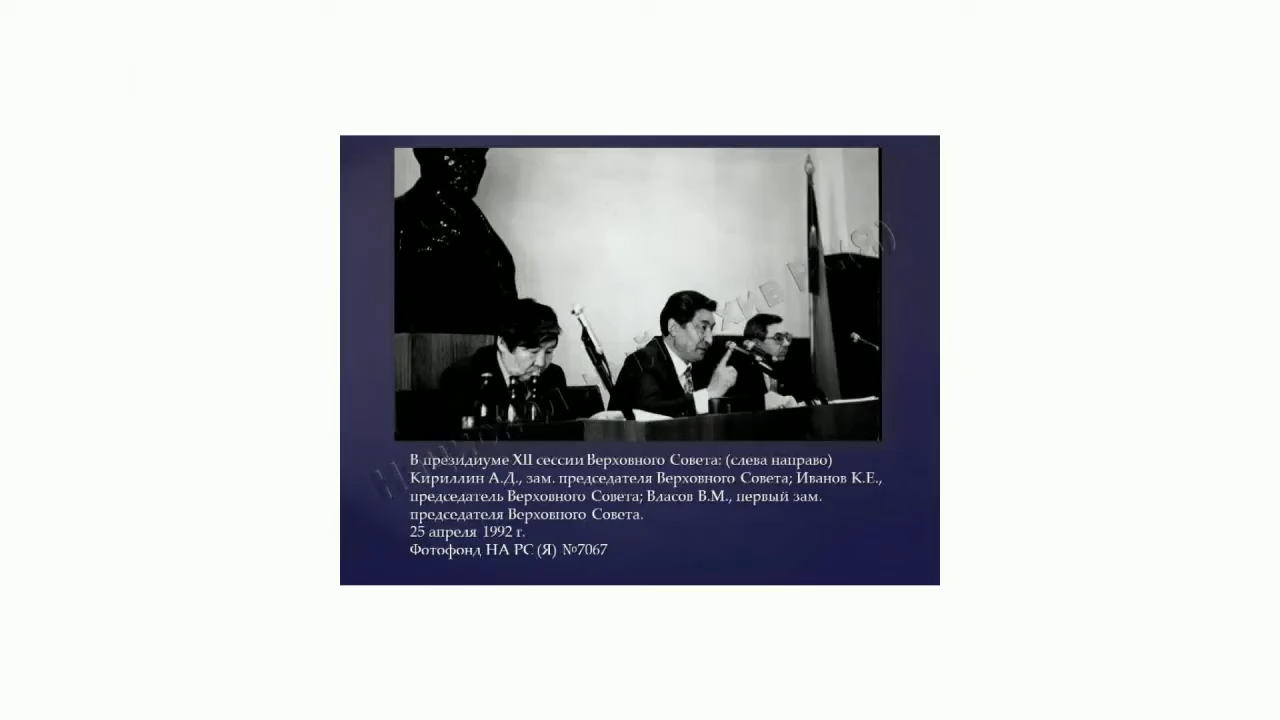 В президиуме XII сессии Верховного Совета: (слева направо)
Кириллин А.Д., зам. председателя Верховного Совета; Иванов К.Е.,
председатель Верховного Совета; Власов В.М., первый зам.
председателя Верховного Совета.
25 апреля 1992 г.
Фотофонд НА РС (Я) №7067